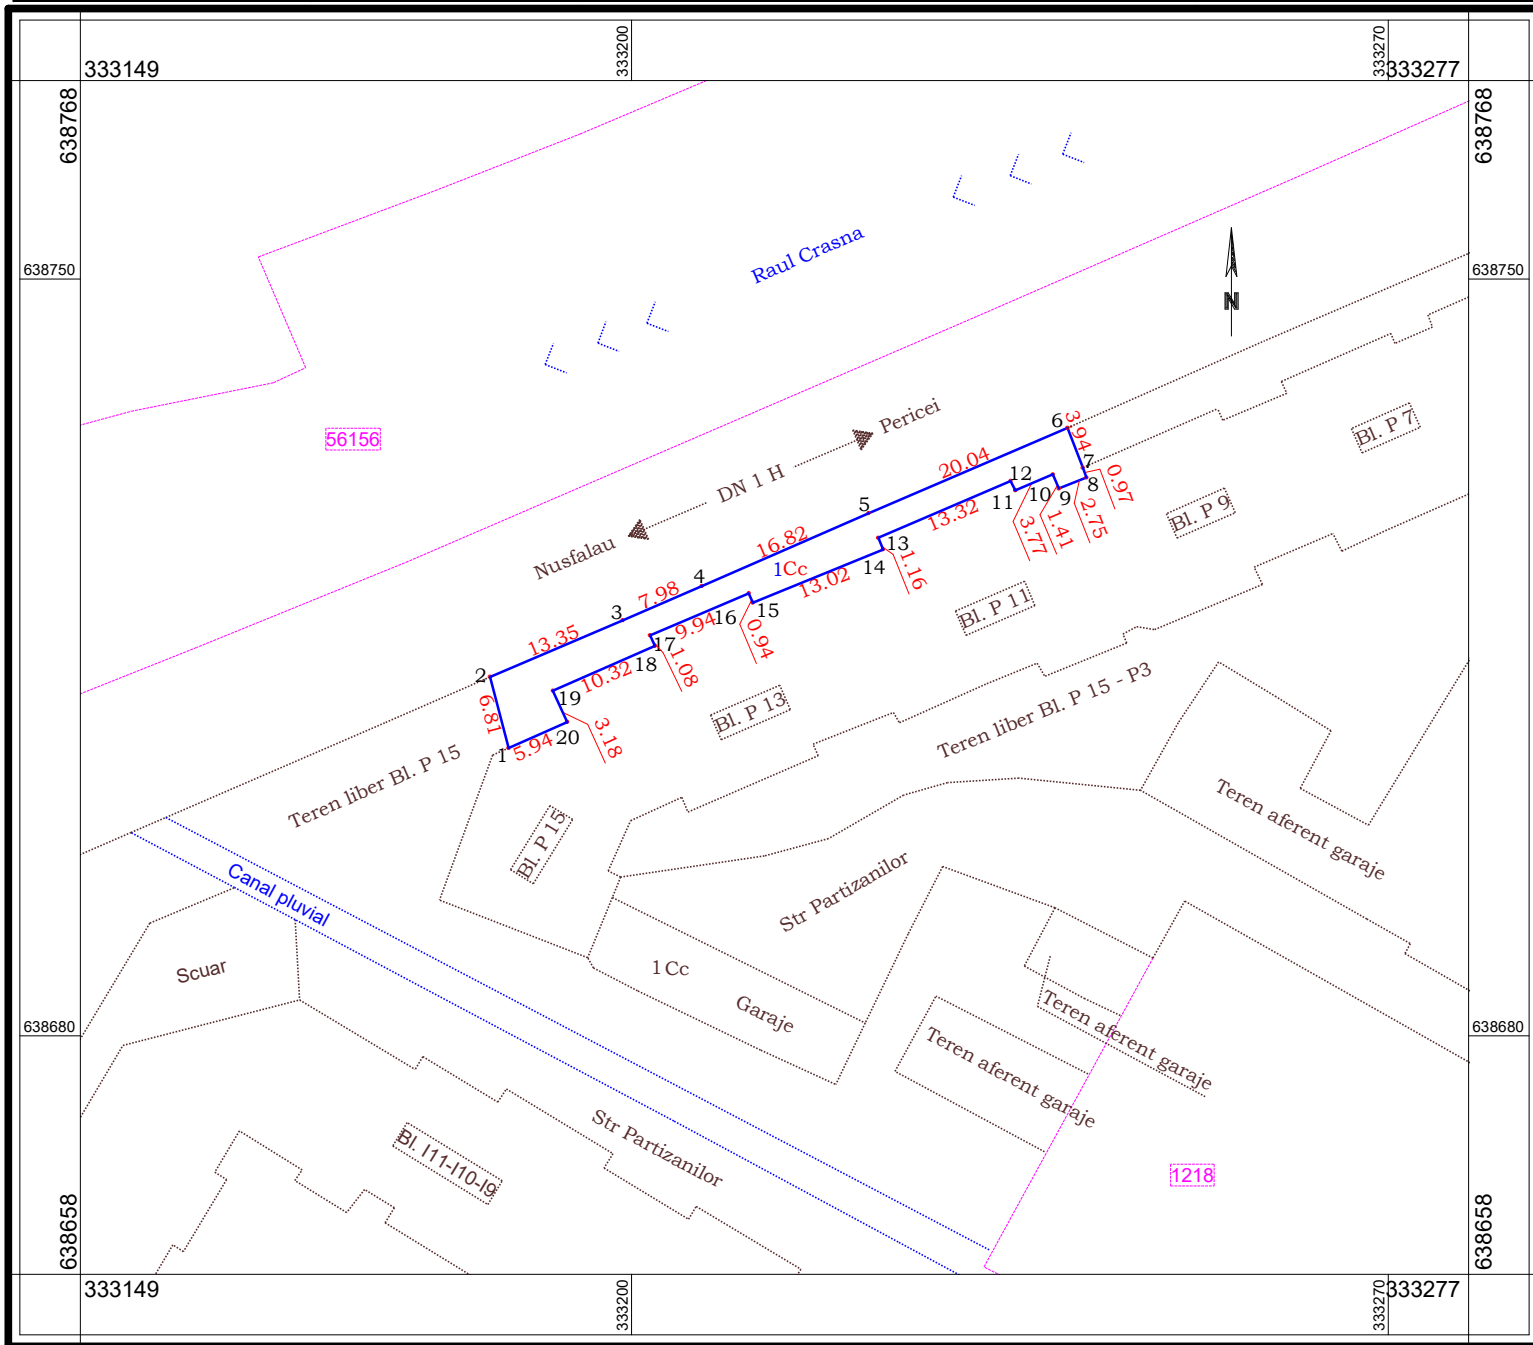 333200
333270
333149
333277
638768
638768
Raul Crasna
638750
638750
N
Pericei
6
3.94
Bl. P 7
56156
20.04
7
0.97
DN 1 H
12
8
10
9
11
5
2.75
Bl. P 9
1.41
3.77
13.32
16.82
13
Nusfalau
14
1.16
1Cc
4
13.02
7.98
16
15
Bl. P 11
3
9.94
0.94
13.35
17
18
1.08
2
10.32
19
Bl. P 13
Teren liber Bl. P 15 - P3
6.81
20
3.18
1
5.94
Teren liber Bl. P 15
Teren aferent garaje
Bl. P 15
Canal pluvial
Str Partizanilor
Scuar
1Cc
Garaje
Teren aferent garaje
638680
638680
Teren aferent garaje
Str Partizanilor
Bl. I11-I10-I9
1218
638658
638658
333149
333200
333270
333277